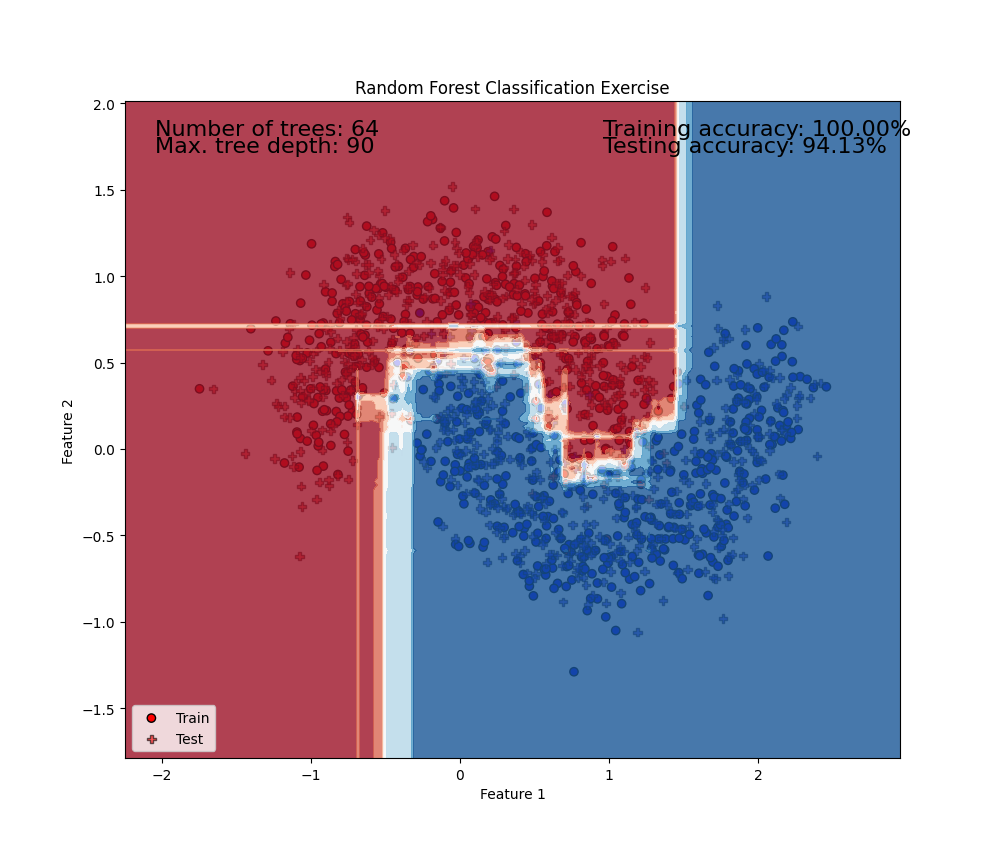 Random Forest Classification Exercise
Number of trees: 64
Max. tree depth: 90
Training accuracy: 100.00%
Testing accuracy: 94.13%
Feature 2
2.0
1.5
1.0
0.5
0.0
−0.5
−1.0
−1.5
Train
Test
−2
−1
0
1
2
Feature 1